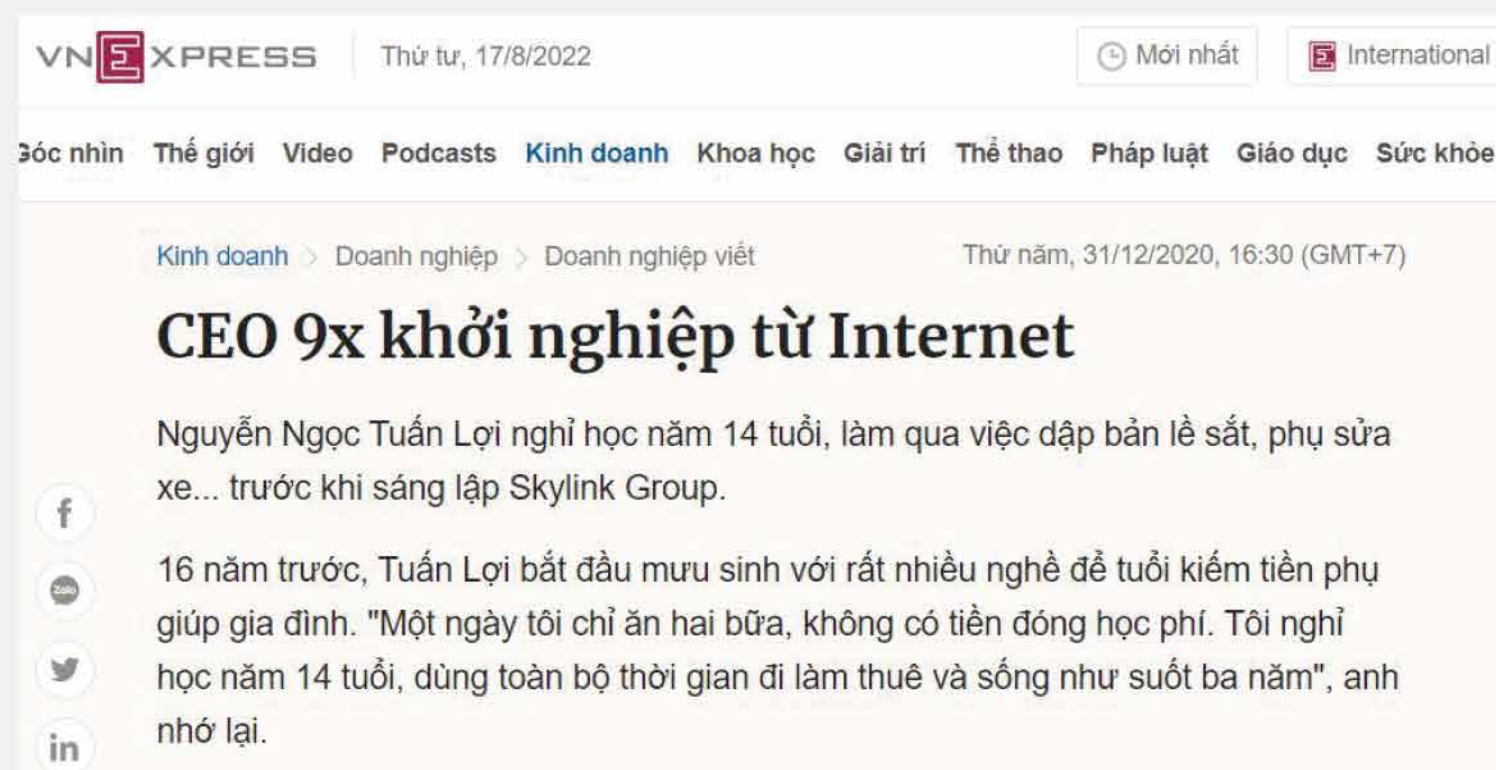 VNEXPRESS Thứ tư, 17/8/2022 Mới nhất International
Góc nhìn Thế giới Video Podcasts Kinh doanh Khoa học Giải trí Thể thao Pháp luật Giáo dục Sức khỏe
Kinh doanh > Doanh nghiệp > Doanh nghiệp viết Thứ năm, 31/12/2020, 16:30 (GMT+7)
CEO 9x khởi nghiệp từ Internet
Nguyễn Ngọc Tuấn Lợi nghỉ học năm 14 tuổi, làm qua việc dập bản lề sắt, phụ sửa
xe... trước khi sáng lập Skylink Group.
16 năm trước, Tuấn Lợi bắt đầu mưu sinh với rất nhiều nghề để tuổi kiếm tiền phụ
giúp gia đình. "Một ngày tôi chỉ ăn hai bữa, không có tiền đóng học phí. Tôi nghỉ
học năm 14 tuổi, dùng toàn bộ thời gian đi làm thuê và sống như suốt ba năm", anh
nhớ lại.
f
Zalo
in